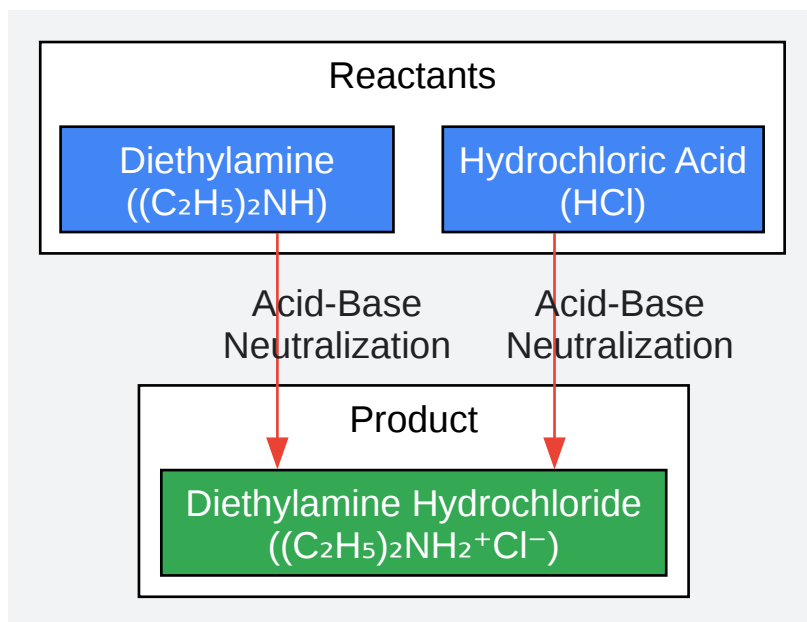 Reactants
Diethylamine
((C₂H₅)₂NH)
Hydrochloric Acid
(HCl)
Acid-Base
Neutralization
Acid-Base
Neutralization
Product
Diethylamine Hydrochloride
((C₂H₅)₂NH₂⁺Cl⁻)